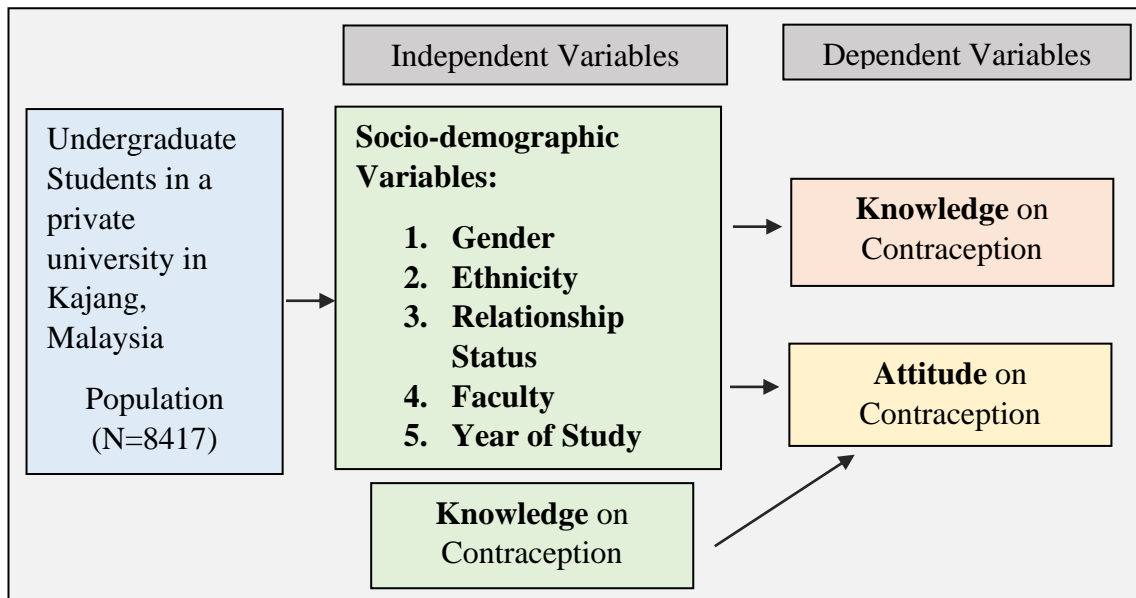 Independent Variables
Dependent Variables
Undergraduate
Students in a
private
university in
Kajang,
Malaysia
Population
(N=8417)
Socio-demographic
Variables:
1. Gender
2. Ethnicity
3. Relationship
Status
4. Faculty
5. Year of Study
Knowledge on
Contraception
Attitude on
Contraception
Knowledge on
Contraception